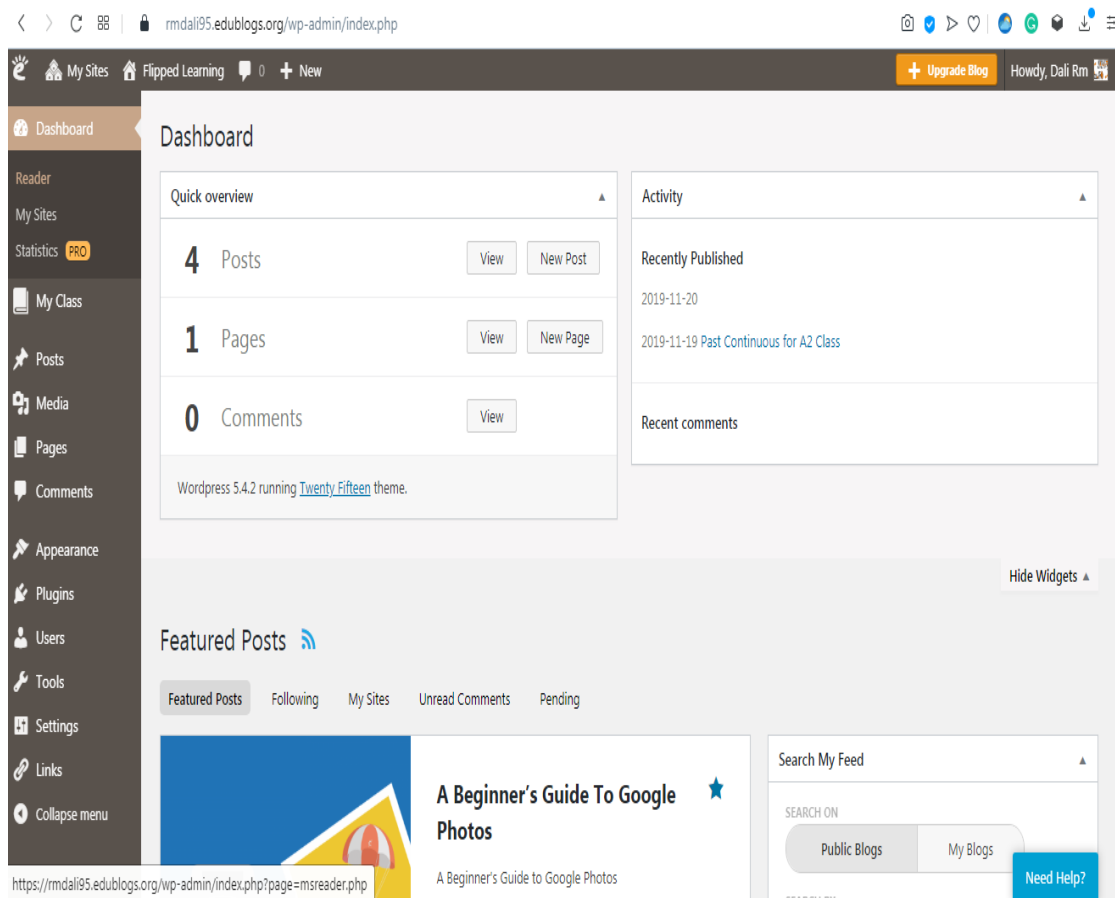 rmdali95.edublogs.org/wp-admin/index.php
My Sites Flipped Learning 0 + New Upgrade Blog Howdy, Dali Rm
Dashboard
Reader
My Sites
Statistics PRO
My Class
Posts
Media
Pages
Comments
Appearance
Plugins
Users
Tools
Settings
Links
Collapse menu
Dashboard
Quick overview
4 Posts View New Post
1 Pages View New Page
0 Comments View
Wordpress 5.4.2 running Twenty Fifteen theme.
Activity
Recently Published
2019-11-20
2019-11-19 Past Continuous for A2 Class
Recent comments
Hide Widgets
Featured Posts
Featured Posts Following My Sites Unread Comments Pending
A Beginner's Guide To Google
Photos
A Beginner's Guide to Google Photos
Search My Feed
SEARCH ON
Public Blogs My Blogs
Need Help?
https://rmdali95.edublogs.org/wp-admin/index.php?page=msreader.php